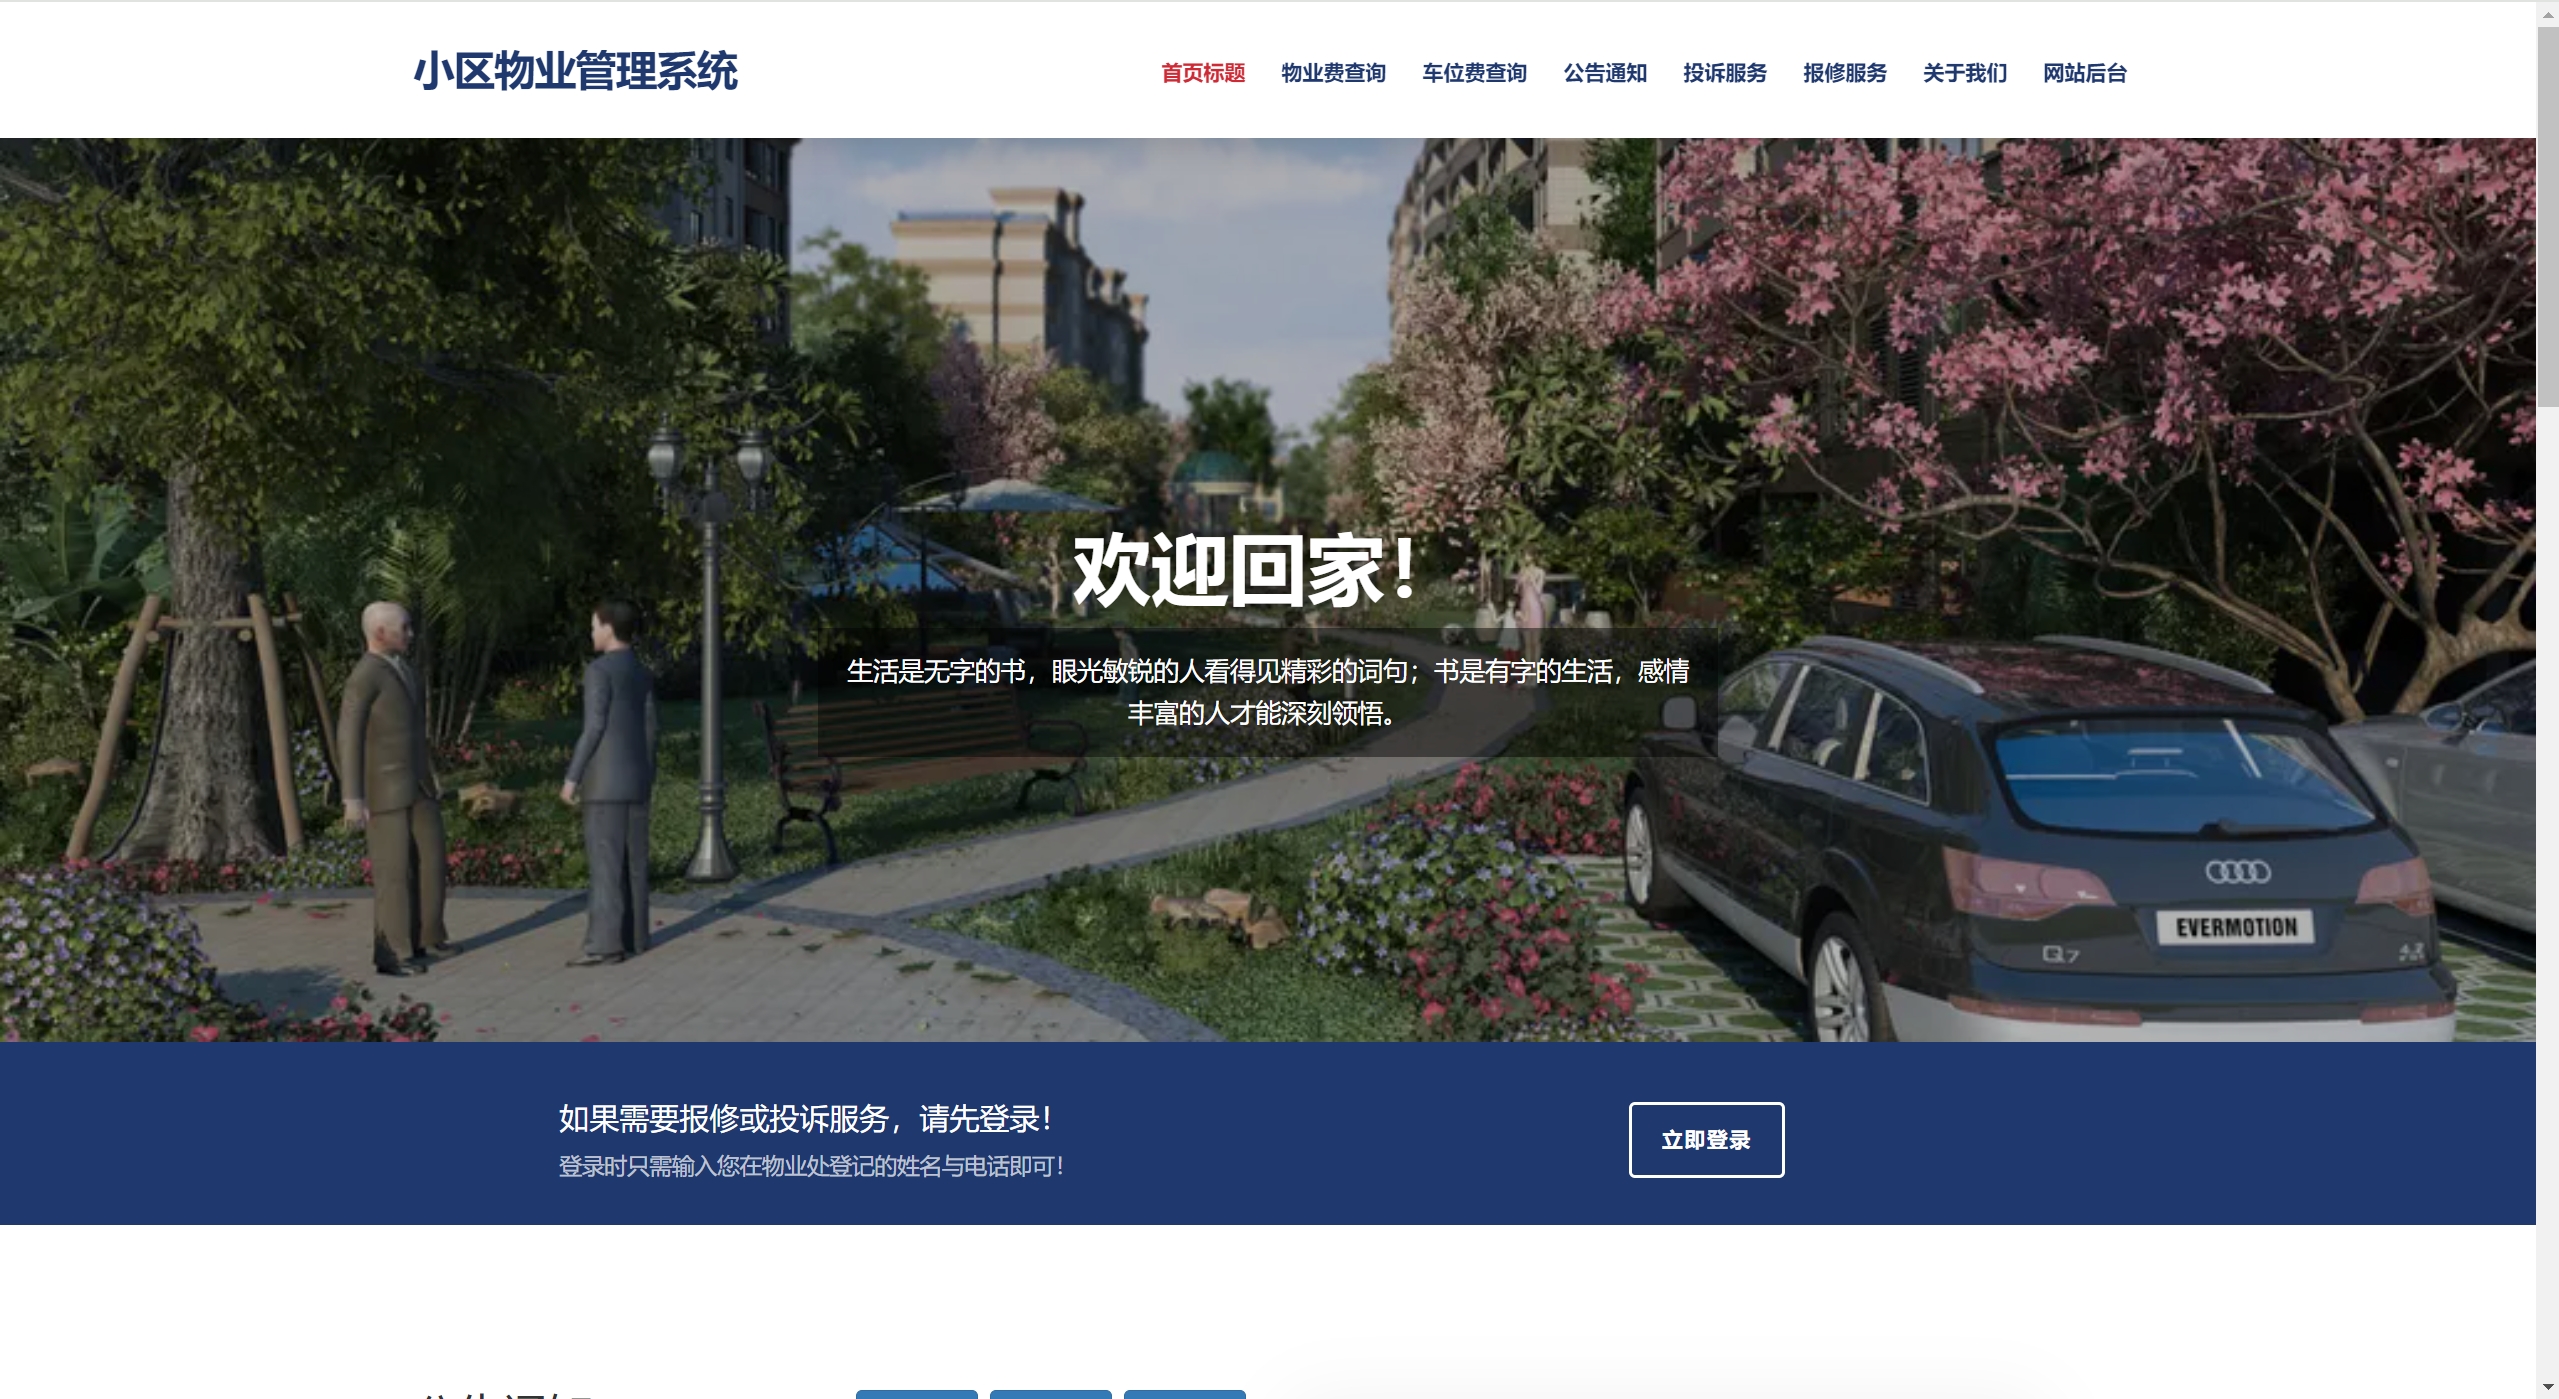 小区物业管理系统
首页标题 物业费查询 车位费查询 公告通知 投诉服务 报修服务 关于我们 网站后台
欢迎回家！
生活是无字的书，眼光敏锐的人看得见精彩的词句；书是有字的生活，感情
丰富的人才能深刻领悟。
EVERMOTION
Q7
如果需要报修或投诉服务，请先登录！
登录时只需输入您在物业处登记的姓名与电话即可！
立即登录